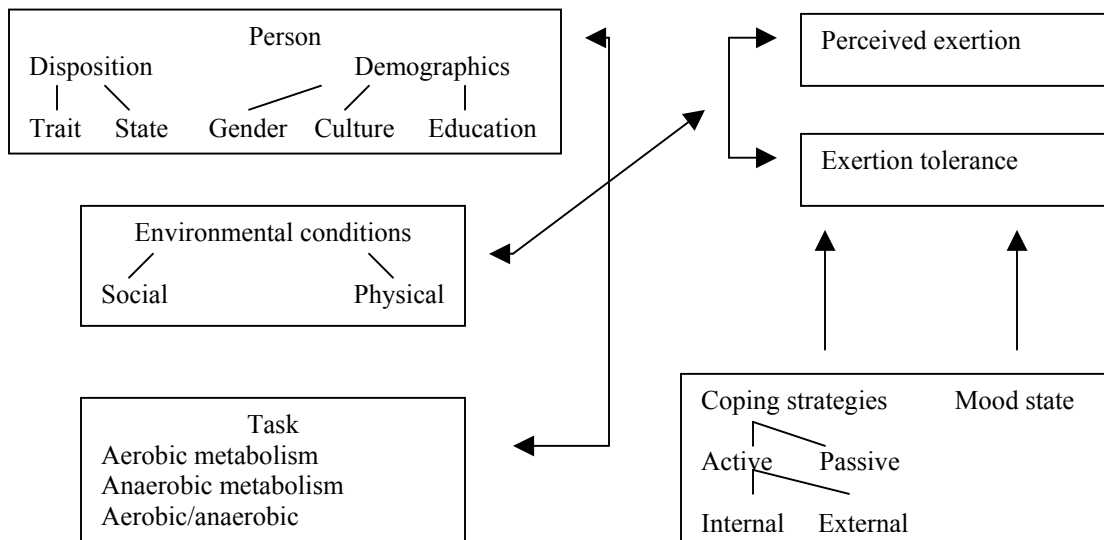 Person
Disposition Demographics
Trait State Gender Culture Education
Environmental conditions
Social Physical
Task
Aerobic metabolism
Anaerobic metabolism
Aerobic/anaerobic
Perceived exertion
Exertion tolerance
Coping strategies Mood state
Active Passive
Internal External